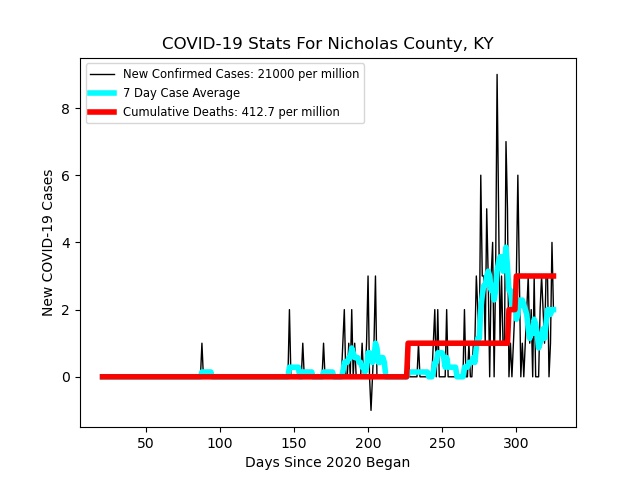 COVID-19 Stats For Nicholas County, KY
New Confirmed Cases: 21000 per million
7 Day Case Average
Cumulative Deaths: 412.7 per million
New COVID-19 Cases
8
6
4
2
0
50 100 150 200 250 300
Days Since 2020 Began